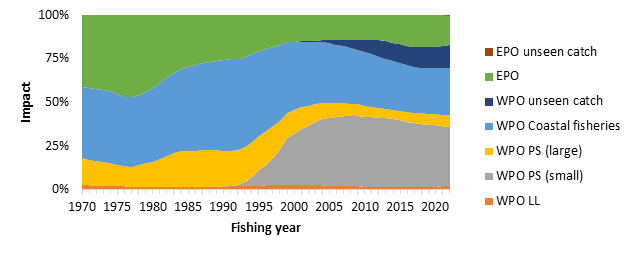 100%
75%
50%
25%
0%
Impact
1970 1975 1980 1985 1990 1995 2000 2005 2010 2015 2020
Fishing year
EPO unseen catch
EPO
WPO unseen catch
WPO Coastal fisheries
WPO PS (large)
WPO PS (small)
WPO LL